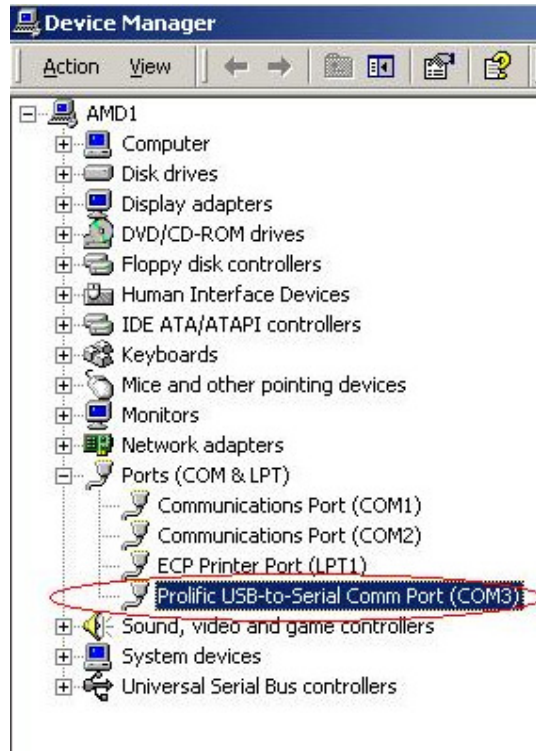 Device Manager
Action View
AMD1
Computer
Disk drives
Display adapters
DVD/CD-ROM drives
Floppy disk controllers
Human Interface Devices
IDE ATA/ATAPI controllers
Keyboards
Mice and other pointing devices
Monitors
Network adapters
Ports (COM & LPT)
Communications Port (COM1)
Communications Port (COM2)
ECP Printer Port (LPT1)
Prolific USB-to-Serial Comm Port (COM3)
Sound, video and game controllers
System devices
Universal Serial Bus controllers